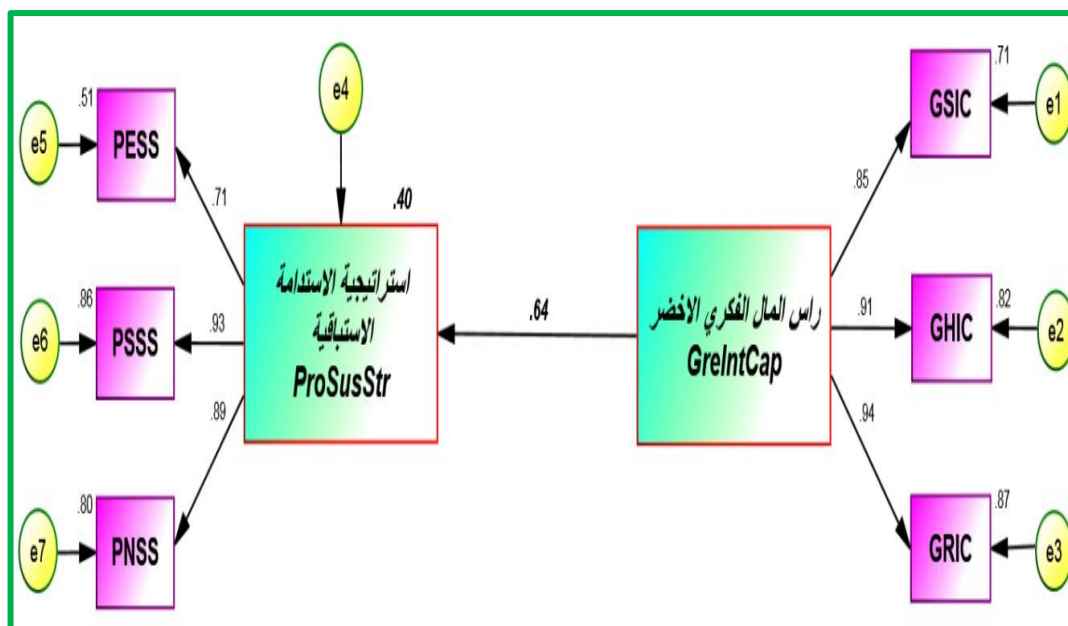 e5
.51
PESS
.71
e4
.40
استراتيجية الاستدامة
الاستباقية
ProSusStr
e6
.86
PSSS
.93
e7
.80
PNSS
.89
.64
راس المال الفكري الاخضر
GreIntCap
.85
GSIC
.71
e1
.91
GHIC
.82
e2
.94
GRIC
.87
e3